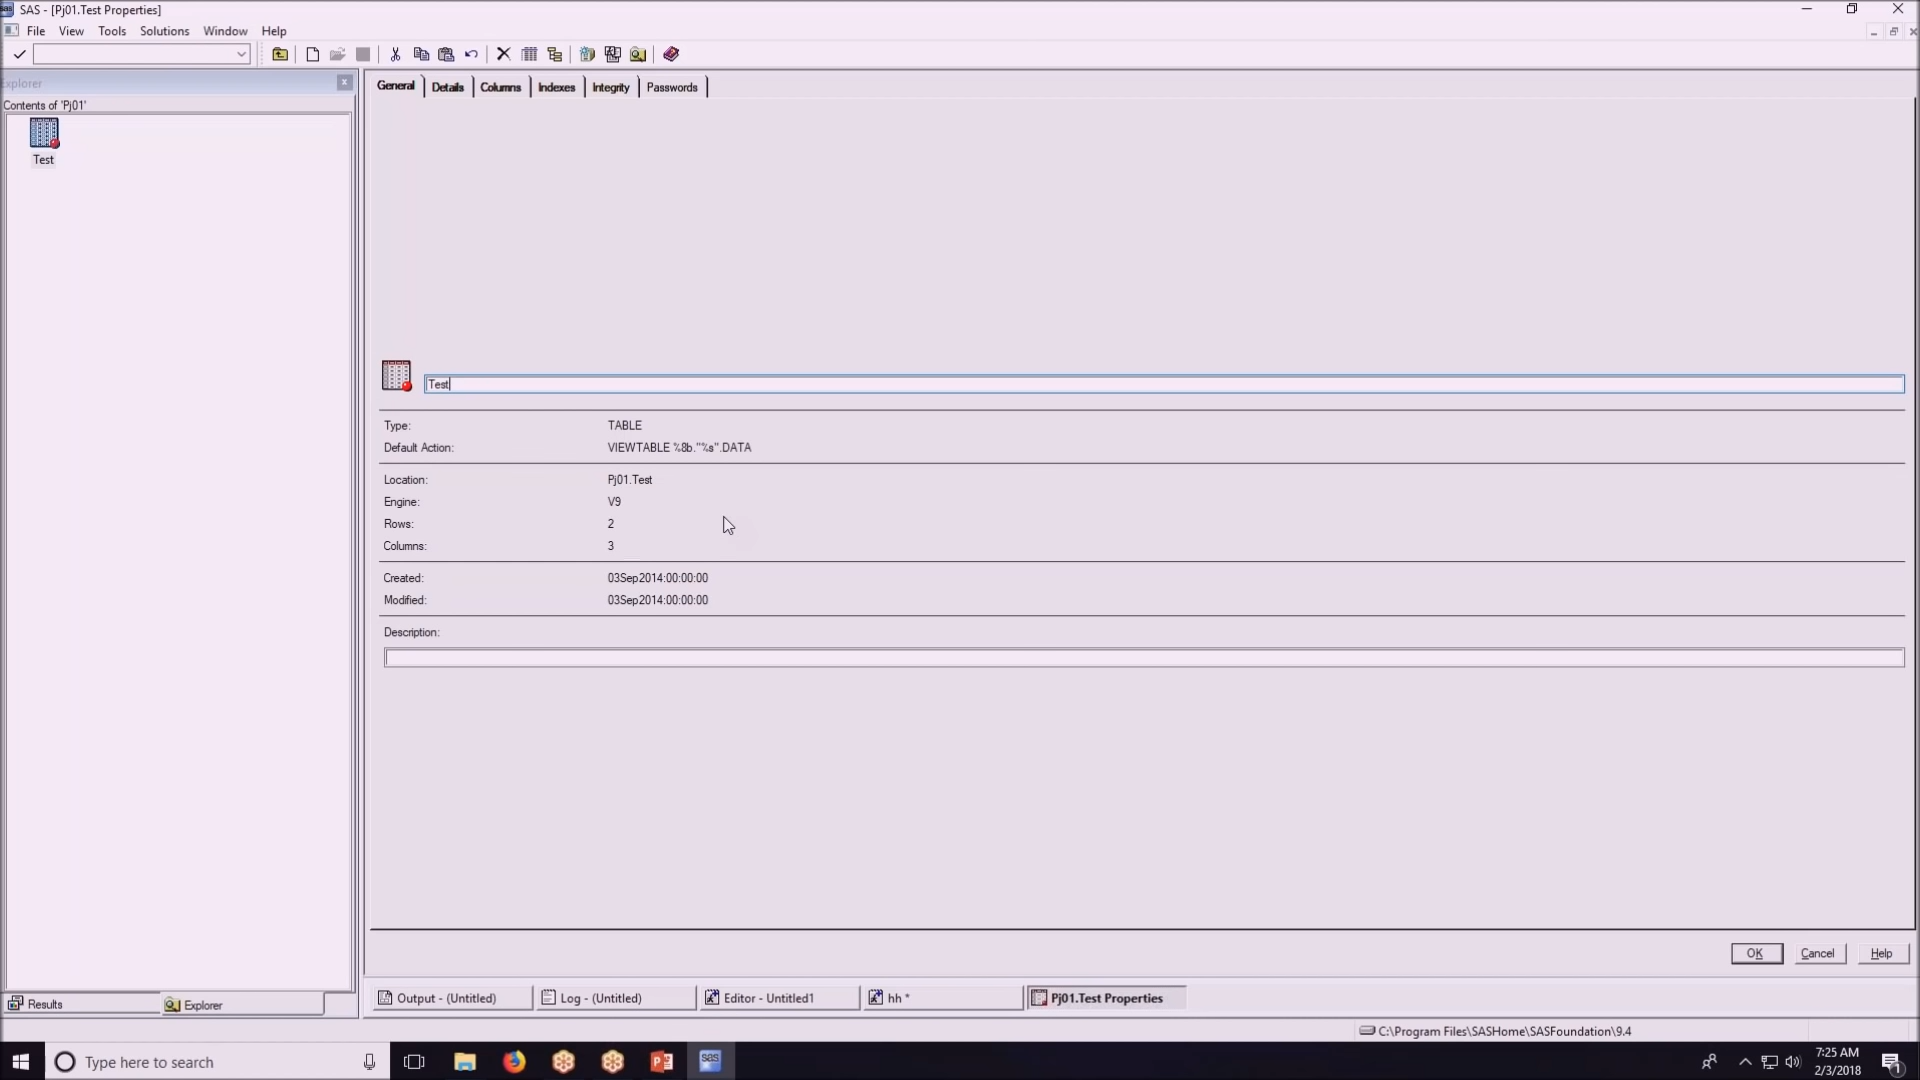 SAS - [Pj01.Test Properties]
File View Tools Solutions Window Help
Explorer
Contents of 'Pj01'
Test
General Details Columns Indexes Integrity Passwords
Test
Type: TABLE
Default Action: VIEWTABLE %8b."%s".DATA
Location: Pj01.Test
Engine: V9
Rows: 2
Columns: 3
Created: 03Sep2014:00:00:00
Modified: 03Sep2014:00:00:00
Description:
OK Cancel Help
Results Explorer
Output - (Untitled) Log - (Untitled) Editor - Untitled1 hh * Pj01.Test Properties
C:\Program Files\SASHome\SASFoundation\9.4
Type here to search
sas
7:25 AM
2/3/2018
1